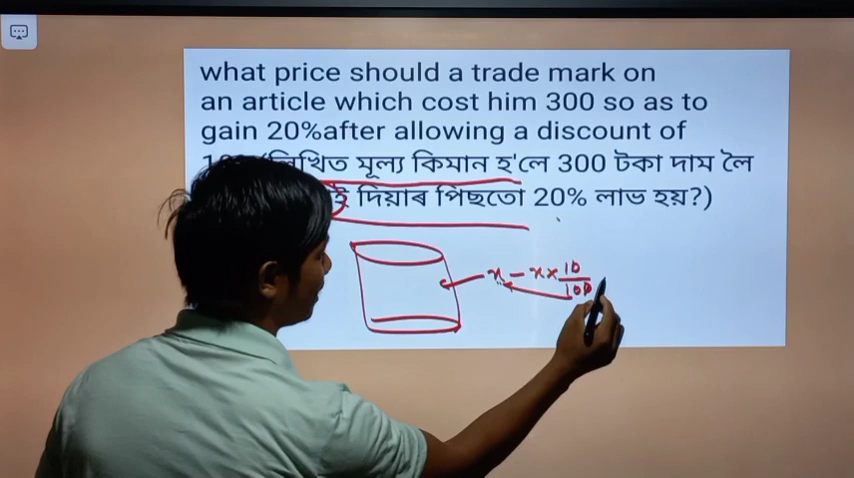 what price should a trade mark on
an article which cost him 300 so as to
gain 20%after allowing a discount of
মূল্য কিমান হ'লে 300 টকা দাম লৈ
দিয়াৰ পিছতো 20% লাভ হয়?)
x - x× 10
100